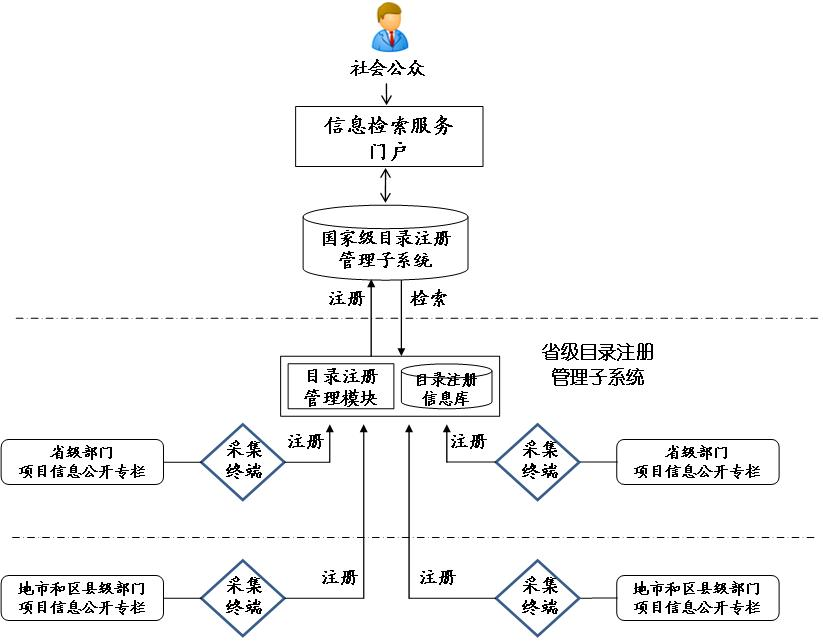 社会公众
信息检索服务
门户
国家级目录注册
管理子系统
注册
检索
省级目录注册
管理子系统
目录注册
管理模块
目录注册
信息库
省级部门
项目信息公开专栏
采集
终端
注册
注册
采集
终端
省级部门
项目信息公开专栏
地市和区县级部门
项目信息公开专栏
采集
终端
注册
注册
采集
终端
地市和区县级部门
项目信息公开专栏